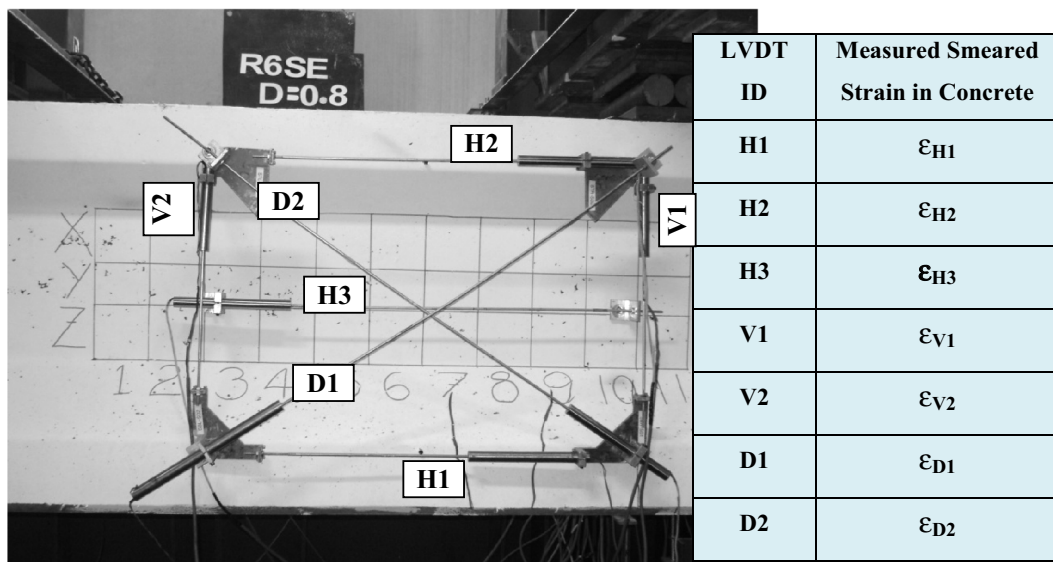 R6SE
D=0.8
H2
V2
D2
V1
X
Y
H3
Z
D1
1 2 3 4 5 6 7 8 9 10 11
H1
LVDT ID
Measured Smeared Strain in Concrete
H1 εH1
H2 εH2
H3 εH3
V1 εV1
V2 εV2
D1 εD1
D2 εD2